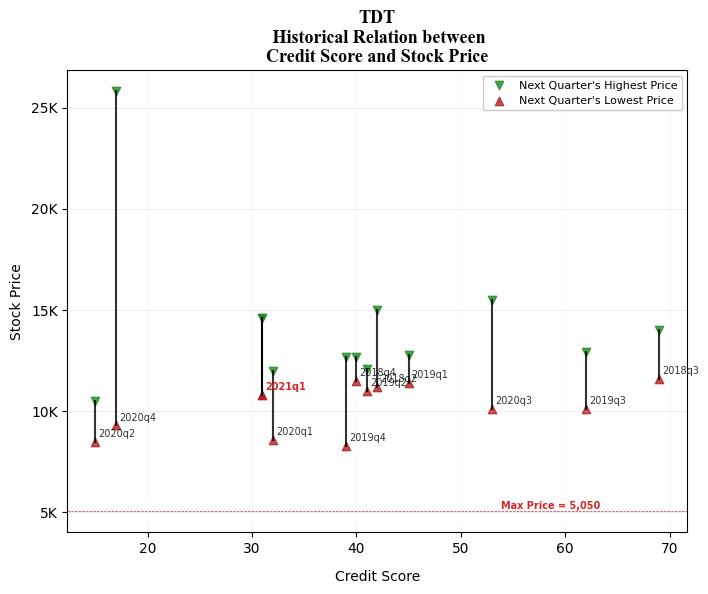 TDT
Historical Relation between
Credit Score and Stock Price
Next Quarter's Highest Price
Next Quarter's Lowest Price
Stock Price
25K
20K
15K
10K
5K
2020q2
2020q4
2021q1
2020q1
2019q4
2018q4
2019q2
2018q2
2019q1
2020q3
2019q3
2018q3
Max Price = 5,050
20
30
40
50
60
70
Credit Score